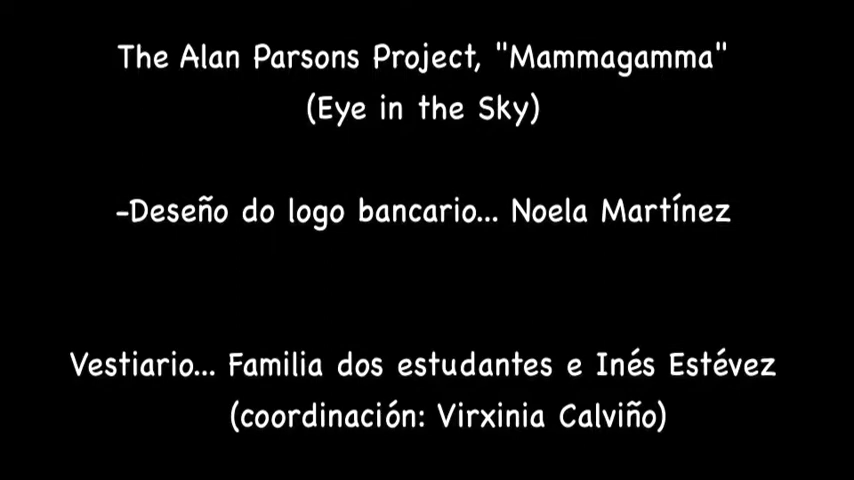 The Alan Parsons Project, "Mammagamma"
(Eye in the Sky)
-Deseño do logo bancario... Noela Martínez
Vestiario... Familia dos estudantes e Inés Estévez
(coordinación: Virxinia Calviño)